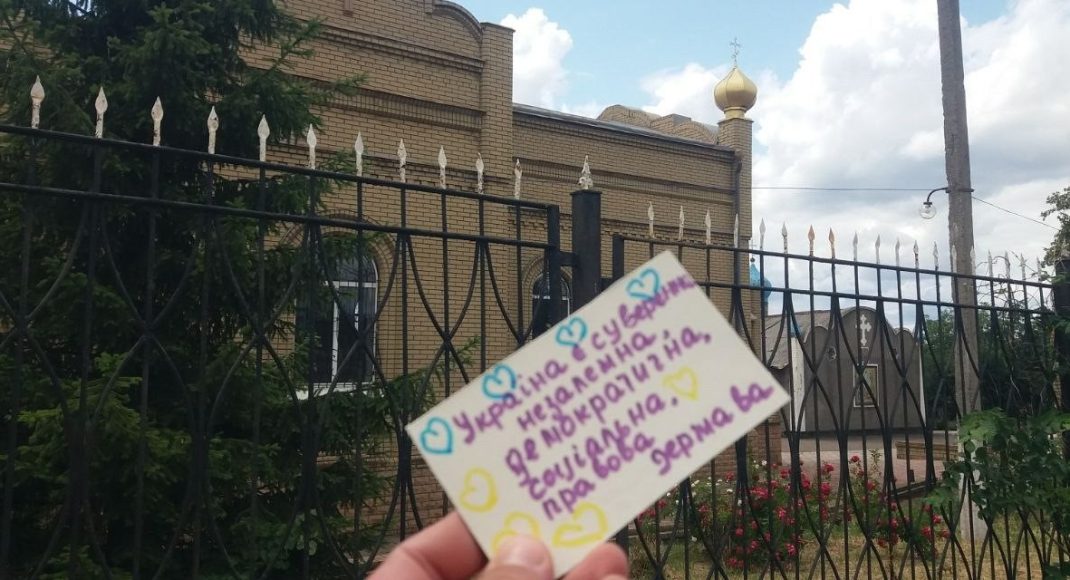 Україна є суверенна
незалежна
демократична,
соціальна.
правова
держава